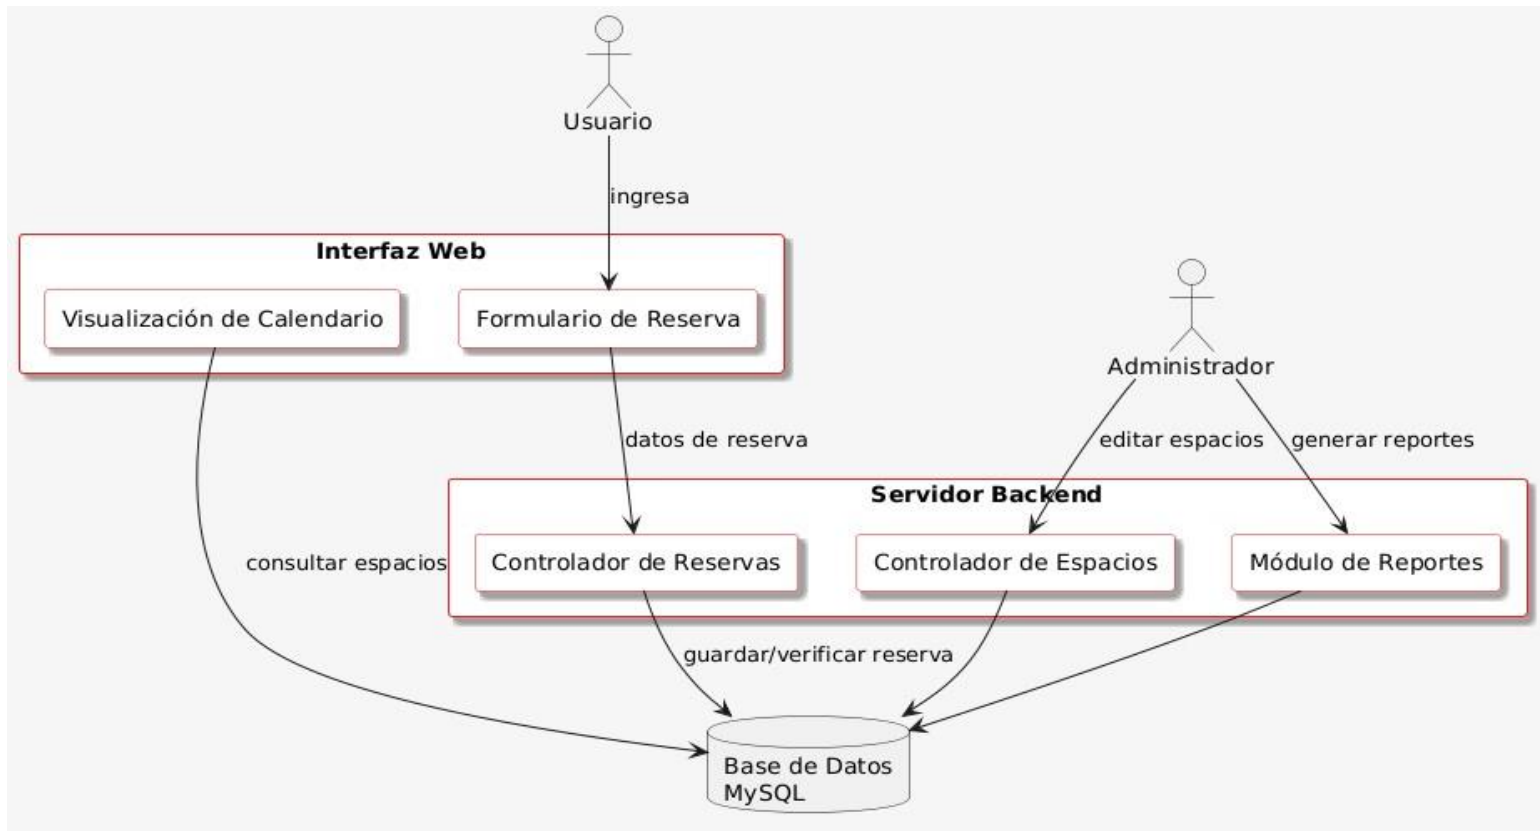 Usuario
ingresa
Interfaz Web
Visualización de Calendario
Formulario de Reserva
Administrador
datos de reserva
editar espacios
generar reportes
Servidor Backend
consultar espacios
Controlador de Reservas
Controlador de Espacios
Módulo de Reportes
guardar/verificar reserva
Base de Datos
MySQL